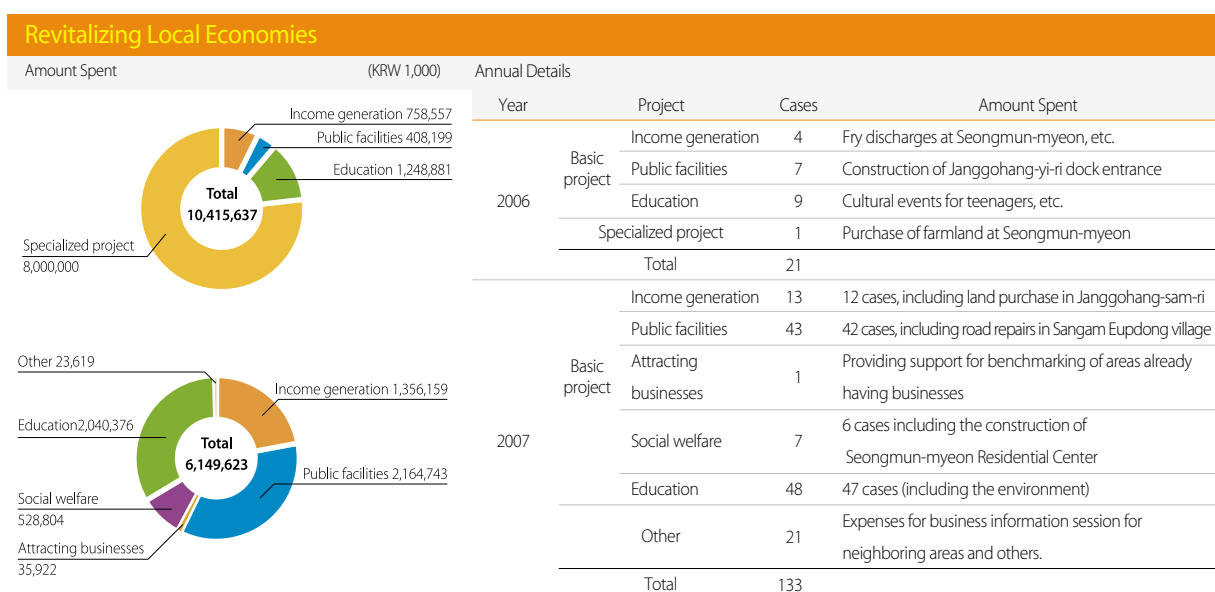 Revitalizing Local Economies
Amount Spent (KRW 1,000)
Income generation 758,557
Public facilities 408,199
Education 1,248,881
Total
10,415,637
Specialized project
8,000,000
Other 23,619
Income generation 1,356,159
Education2,040,376
Total
6,149,623
Public facilities 2,164,743
Social welfare
528,804
Attracting businesses
35,922
Annual Details
Year Project Cases Amount Spent
2006
Basic
project
Income generation 4 Fry discharges at Seongmun-myeon, etc.
Public facilities 7 Construction of Janggohang-yi-ri dock entrance
Education 9 Cultural events for teenagers, etc.
Specialized project 1 Purchase of farmland at Seongmun-myeon
Total 21
2007
Basic
project
Income generation 13 12 cases, including land purchase in Janggohang-sam-ri
Public facilities 43 42 cases, including road repairs in Sangam Eupdong village
Attracting
businesses
1
Providing support for benchmarking of areas already
having businesses
Social welfare 7
6 cases including the construction of
Seongmun-myeon Residential Center
Education 48 47 cases (including the environment)
Other 21
Expenses for business information session for
neighboring areas and others.
Total 133